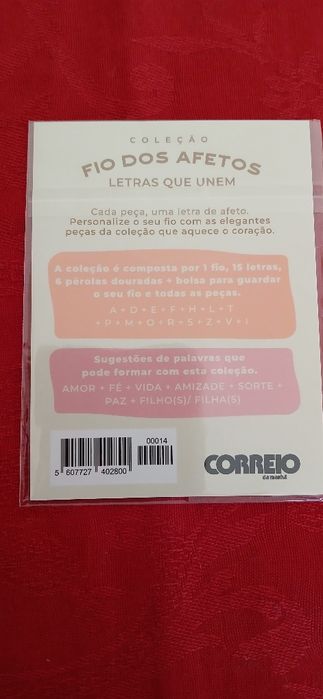 COLEÇÃO
FIO DOS AFETOS
LETRAS QUE UNEM
Cada peça, uma letra de afeto.
Personalize o seu fio com as elegantes
peças da coleção que aquece o coração.
A coleção é composta por 1 fio, 15 letras,
6 pérolas douradas + bolsa para guardar
o seu fio e todas as peças.
A + D + E + F + H + L + T
+ P + M + O + R + S + Z + V + I
Sugestões de palavras que
pode formar com esta coleção.
AMOR + FÉ + VIDA + AMIZADE + SORTE +
PAZ + FILHO(S)/ FILHA(S)
00014
5 607727 402800
CORREIO
da manhã